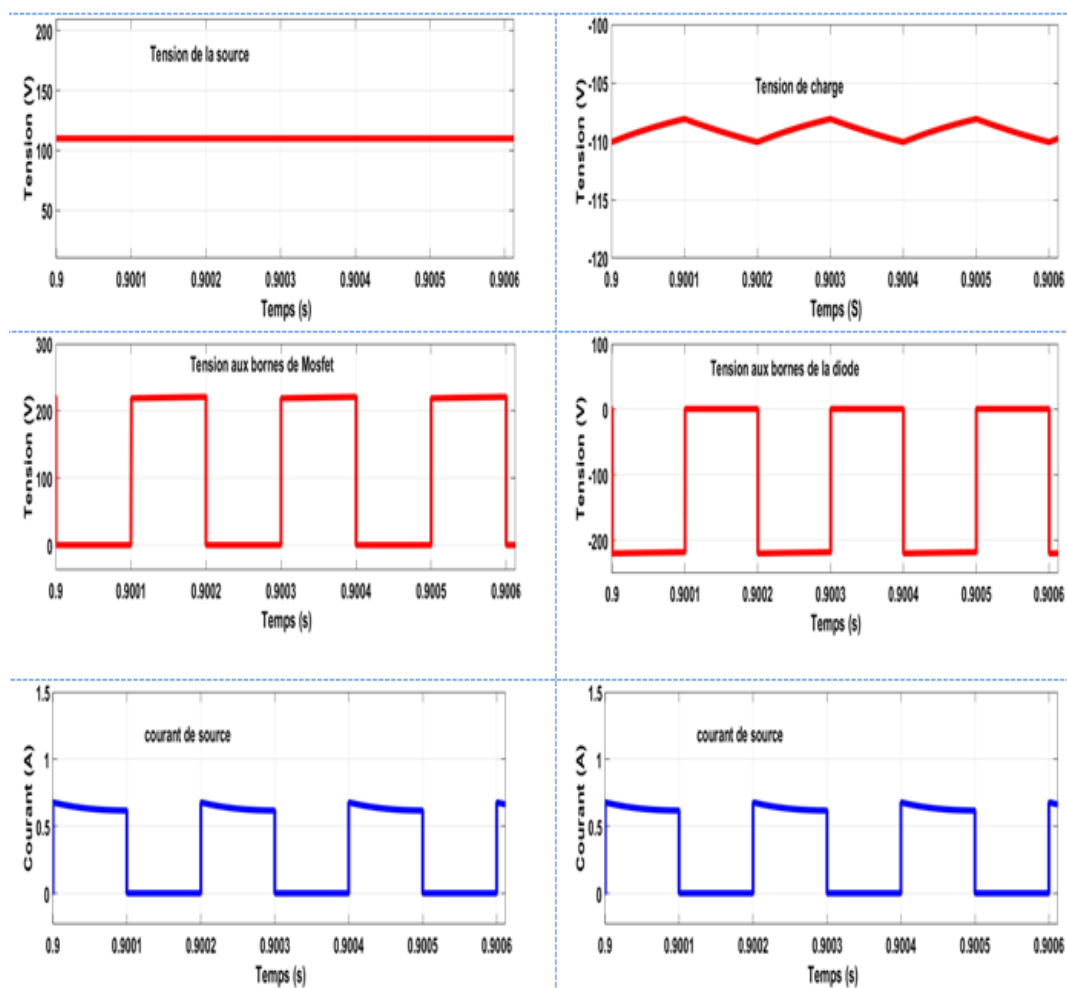 Tension de la source
Tension (V)
200
150
100
50
0.9 0.9001 0.9002 0.9003 0.9004 0.9005 0.9006
Temps (s)
Tension de charge
Tension (V)
-100
-105
-110
-115
-120
0.9 0.9001 0.9002 0.9003 0.9004 0.9005 0.9006
Temps (S)
Tension aux bornes de Mosfet
Tension (V)
300
200
100
0
0.9 0.9001 0.9002 0.9003 0.9004 0.9005 0.9006
Temps (s)
Tension aux bornes de la diode
Tension (V)
100
0
-100
-200
0.9 0.9001 0.9002 0.9003 0.9004 0.9005 0.9006
Temps (s)
courant de source
Courant (A)
1.5
1
0.5
0
0.9 0.9001 0.9002 0.9003 0.9004 0.9005 0.9006
Temps (s)
courant de source
Courant (A)
1.5
1
0.5
0
0.9 0.9001 0.9002 0.9003 0.9004 0.9005 0.9006
Temps (s)